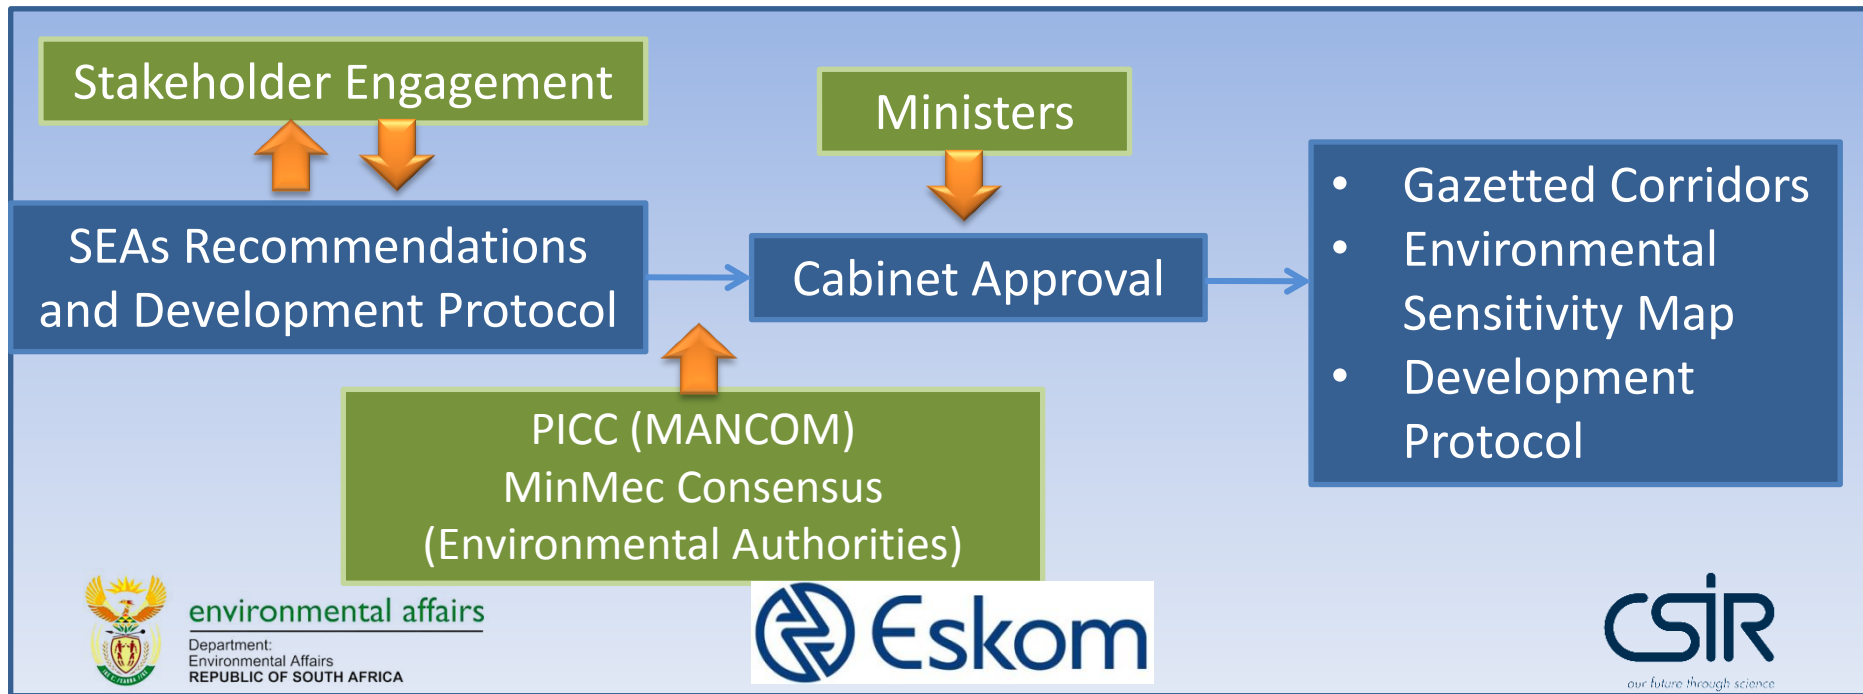 Stakeholder Engagement
Ministers
SEAs Recommendations
and Development Protocol
Cabinet Approval
• Gazetted Corridors
• Environmental
Sensitivity Map
• Development
Protocol
PICC (MANCOM)
MinMec Consensus
(Environmental Authorities)
environmental affairs
Department:
Environmental Affairs
REPUBLIC OF SOUTH AFRICA
Eskom
CSIR
our future through science